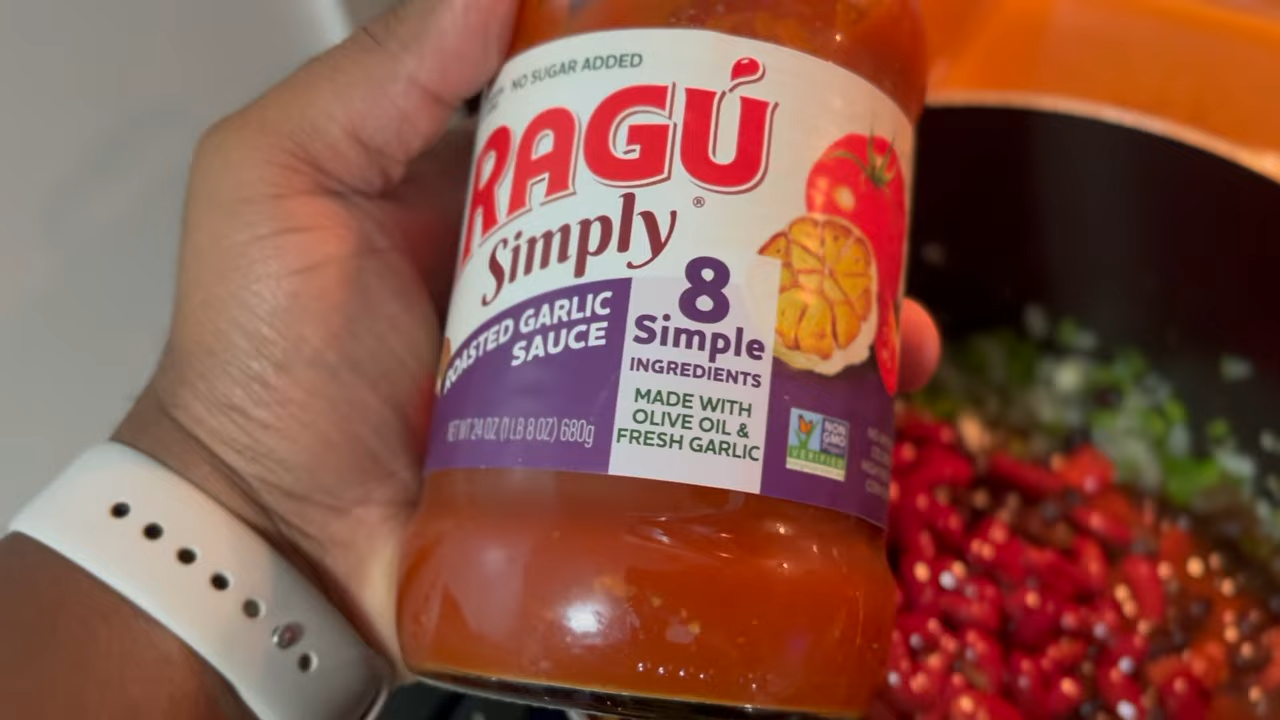 NO SUGAR ADDED
RAGÚ®
Simply
ROASTED GARLIC
SAUCE
8
Simple
INGREDIENTS
MADE WITH
OLIVE OIL &
FRESH GARLIC
NET WT 24 OZ (1 LB 8 OZ) 680g
NON
GMO
VERIFIED